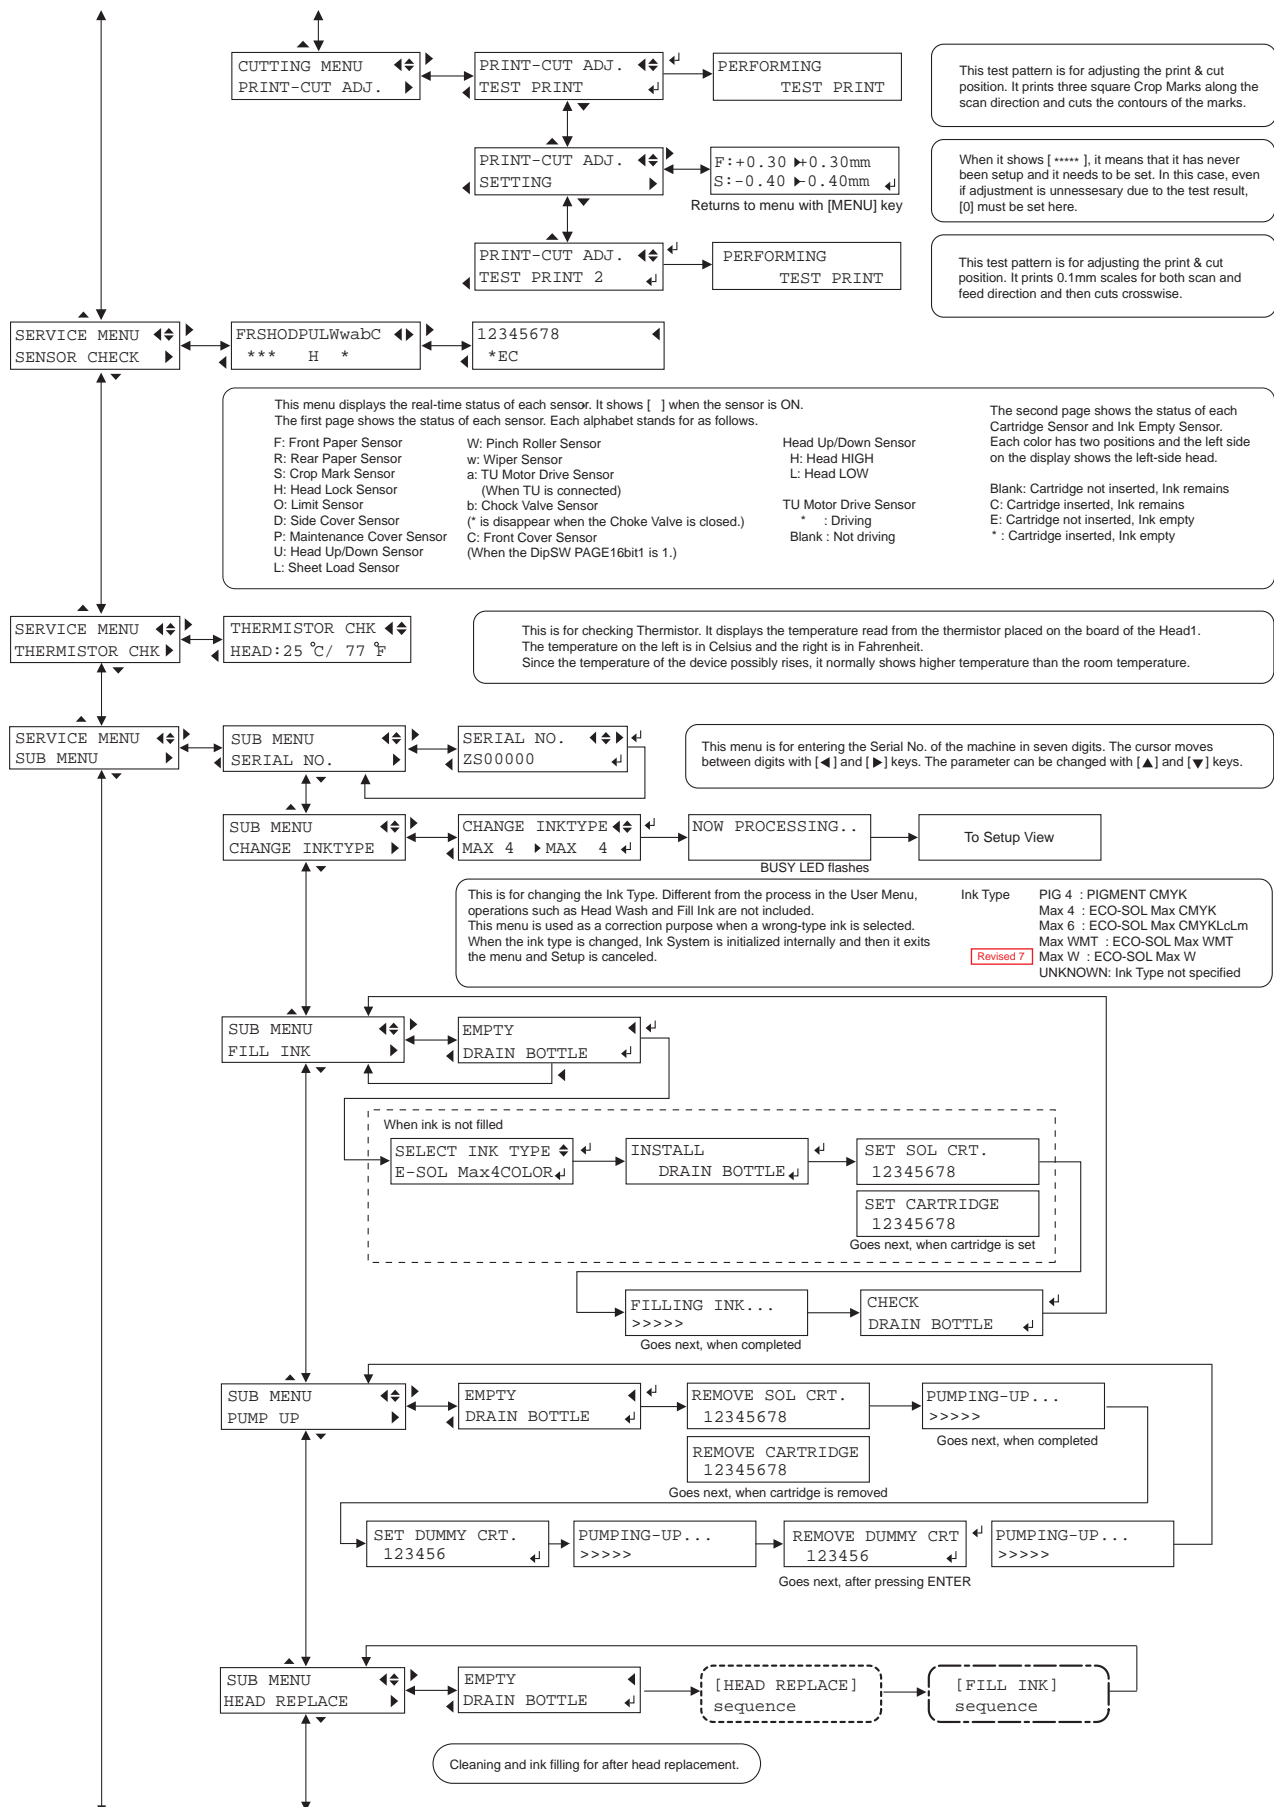 CUTTING MENU
PRINT-CUT ADJ.
PRINT-CUT ADJ.
TEST PRINT
PERFORMING
TEST PRINT
This test pattern is for adjusting the print & cut
position. It prints three square Crop Marks along the
scan direction and cuts the contours of the marks.
PRINT-CUT ADJ.
SETTING
F:+0.30 +0.30mm
S:-0.40 -0.40mm
Returns to menu with [MENU] key
When it shows [ ***** ], it means that it has never
been setup and it needs to be set. In this case, even
if adjustment is unnessesary due to the test result,
[0] must be set here.
PRINT-CUT ADJ.
TEST PRINT 2
PERFORMING
TEST PRINT
This test pattern is for adjusting the print & cut
position. It prints 0.1mm scales for both scan and
feed direction and then cuts crosswise.
SERVICE MENU
SENSOR CHECK
FRSHODPULWwabC
*** H *
12345678
*EC
This menu displays the real-time status of each sensor. It shows [ ] when the sensor is ON.
The first page shows the status of each sensor. Each alphabet stands for as follows.
F: Front Paper Sensor
R: Rear Paper Sensor
S: Crop Mark Sensor
H: Head Lock Sensor
O: Limit Sensor
D: Side Cover Sensor
P: Maintenance Cover Sensor
U: Head Up/Down Sensor
L: Sheet Load Sensor
W: Pinch Roller Sensor
w: Wiper Sensor
a: TU Motor Drive Sensor
(When TU is connected)
b: Chock Valve Sensor
(* is disappear when the Choke Valve is closed.)
C: Front Cover Sensor
(When the DipSW PAGE16bit1 is 1.)
Head Up/Down Sensor
H: Head HIGH
L: Head LOW
TU Motor Drive Sensor
* : Driving
Blank : Not driving
The second page shows the status of each
Cartridge Sensor and Ink Empty Sensor.
Each color has two positions and the left side
on the display shows the left-side head.
Blank: Cartridge not inserted, Ink remains
C: Cartridge inserted, Ink remains
E: Cartridge not inserted, Ink empty
* : Cartridge inserted, Ink empty
SERVICE MENU
THERMISTOR CHK
THERMISTOR CHK
HEAD:25 ℃/ 77 ℉
This is for checking Thermistor. It displays the temperature read from the thermistor placed on the board of the Head1.
The temperature on the left is in Celsius and the right is in Fahrenheit.
Since the temperature of the device possibly rises, it normally shows higher temperature than the room temperature.
SERVICE MENU
SUB MENU
SUB MENU
SERIAL NO.
SERIAL NO.
ZS00000
This menu is for entering the Serial No. of the machine in seven digits. The cursor moves
between digits with [◀] and [▶] keys. The parameter can be changed with [▲] and [▼] keys.
SUB MENU
CHANGE INKTYPE
CHANGE INKTYPE
MAX 4 ▶MAX 4
NOW PROCESSING..
BUSY LED flashes
To Setup View
This is for changing the Ink Type. Different from the process in the User Menu,
operations such as Head Wash and Fill Ink are not included.
This menu is used as a correction purpose when a wrong-type ink is selected.
When the ink type is changed, Ink System is initialized internally and then it exits
the menu and Setup is canceled.
Ink Type
PIG 4 : PIGMENT CMYK
Max 4 : ECO-SOL Max CMYK
Max 6 : ECO-SOL Max CMYKLcLm
Max WMT : ECO-SOL Max WMT
Revised 7
Max W : ECO-SOL Max W
UNKNOWN: Ink Type not specified
SUB MENU
FILL INK
EMPTY
DRAIN BOTTLE
When ink is not filled
SELECT INK TYPE
E-SOL Max4COLOR
INSTALL
DRAIN BOTTLE
SET SOL CRT.
12345678
SET CARTRIDGE
12345678
Goes next, when cartridge is set
FILLING INK...
>>>>>
Goes next, when completed
CHECK
DRAIN BOTTLE
SUB MENU
PUMP UP
EMPTY
DRAIN BOTTLE
REMOVE SOL CRT.
12345678
REMOVE CARTRIDGE
12345678
Goes next, when cartridge is removed
PUMPING-UP...
>>>>>
Goes next, when completed
SET DUMMY CRT.
123456
PUMPING-UP...
>>>>>
REMOVE DUMMY CRT
123456
Goes next, after pressing ENTER
PUMPING-UP...
>>>>>
SUB MENU
HEAD REPLACE
EMPTY
DRAIN BOTTLE
[HEAD REPLACE]
sequence
[FILL INK]
sequence
Cleaning and ink filling for after head replacement.